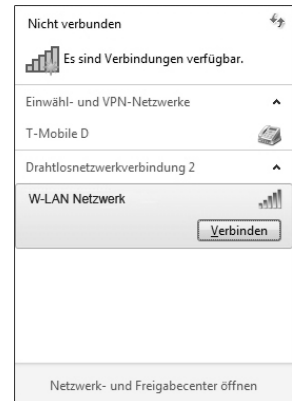 Nicht verbunden
Es sind Verbindungen verfügbar.
Einwähl- und VPN-Netzwerke
T-Mobile D
Drahtlosnetzwerkverbindung 2
W-LAN Netzwerk
Verbinden
Netzwerk- und Freigabecenter öffnen